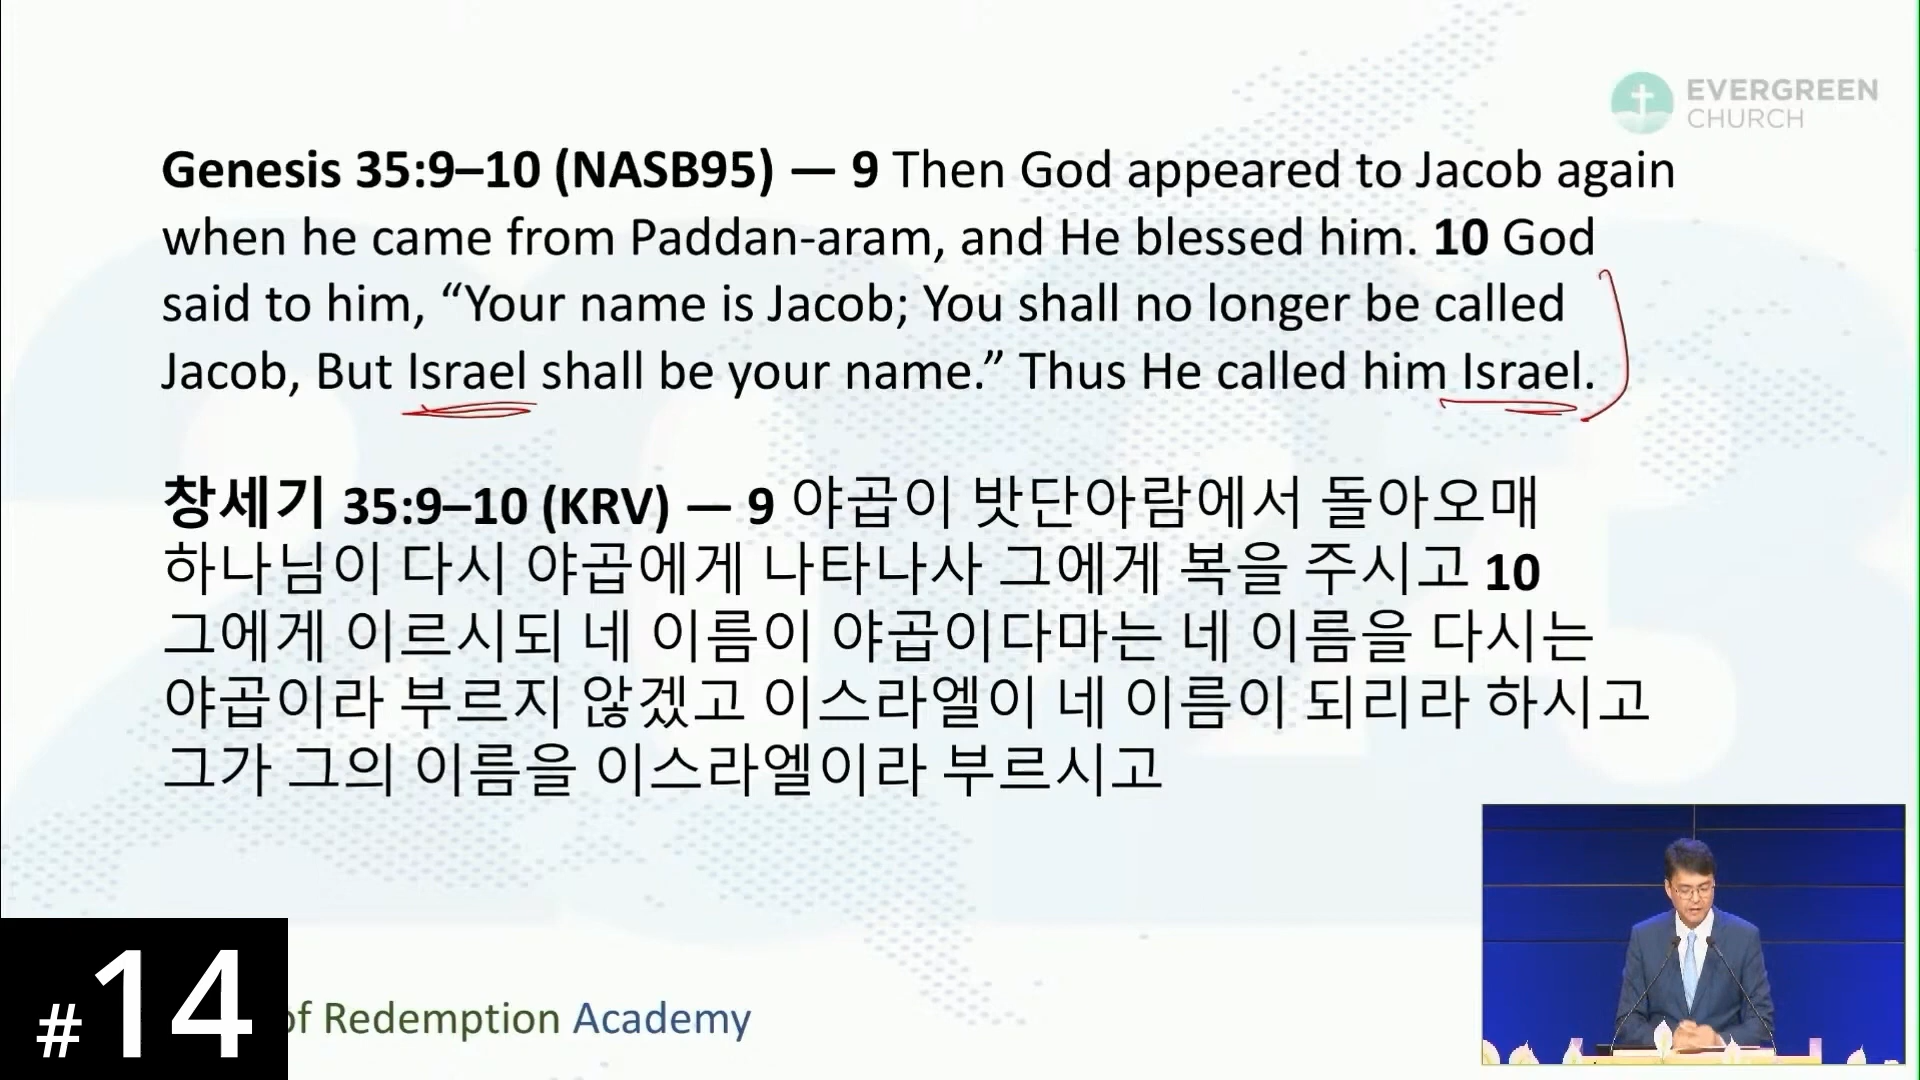 EVERGREEN
CHURCH
Genesis 35:9–10 (NASB95) — 9 Then God appeared to Jacob again
when he came from Paddan-aram, and He blessed him. 10 God
said to him, “Your name is Jacob; You shall no longer be called
Jacob, But Israel shall be your name.” Thus He called him Israel.
창세기 35:9–10 (KRV) — 9 야곱이 밧단아람에서 돌아오매
하나님이 다시 야곱에게 나타나사 그에게 복을 주시고 10
그에게 이르시되 네 이름이 야곱이다마는 네 이름을 다시는
야곱이라 부르지 않겠고 이스라엘이 네 이름이 되리라 하시고
그가 그의 이름을 이스라엘이라 부르시고
#14
of Redemption Academy